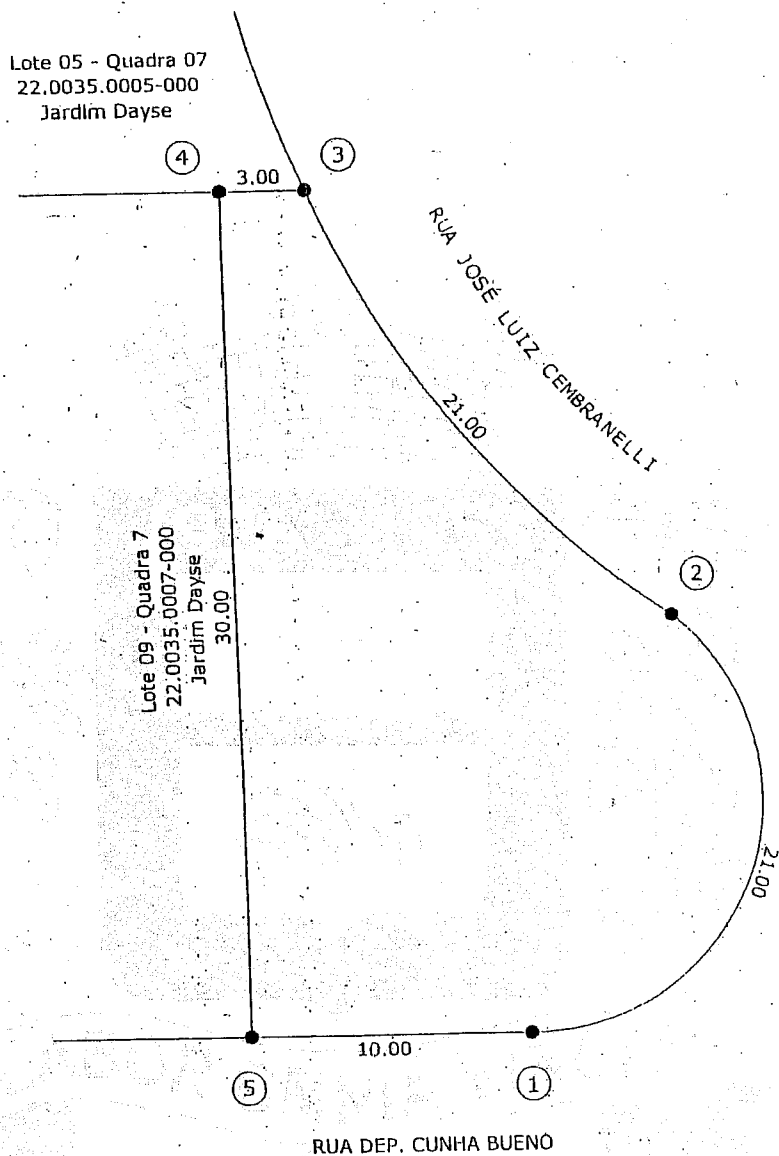 Lote 05 - Quadra 07
22.0035.0005-000
Jardim Dayse
4
3
3.00
RUA JOSÉ LUIZ CEMBRANELLI
21.00
2
Lote 09 - Quadra 7
22.0035.0007-000
Jardim Dayse
30.00
21.00
10.00
5
1
RUA DEP. CUNHA BUENO